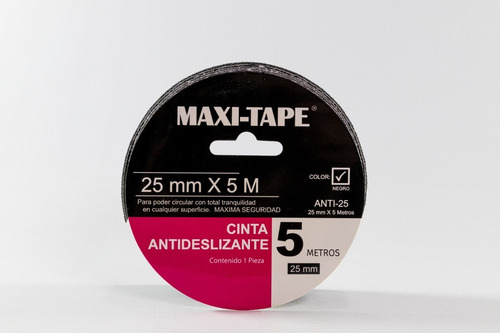 MAXI-TAPE®
COLOR: ✓
NEGRO
25 mm X 5 M
ANTI-25
Para poder circular con total tranquilidad
en cualquier superficie. MAXIMA SEGURIDAD
25 mm X 5 Metros
CINTA
ANTIDESLIZANTE
Contenido 1 Pieza
5
METROS
25 mm